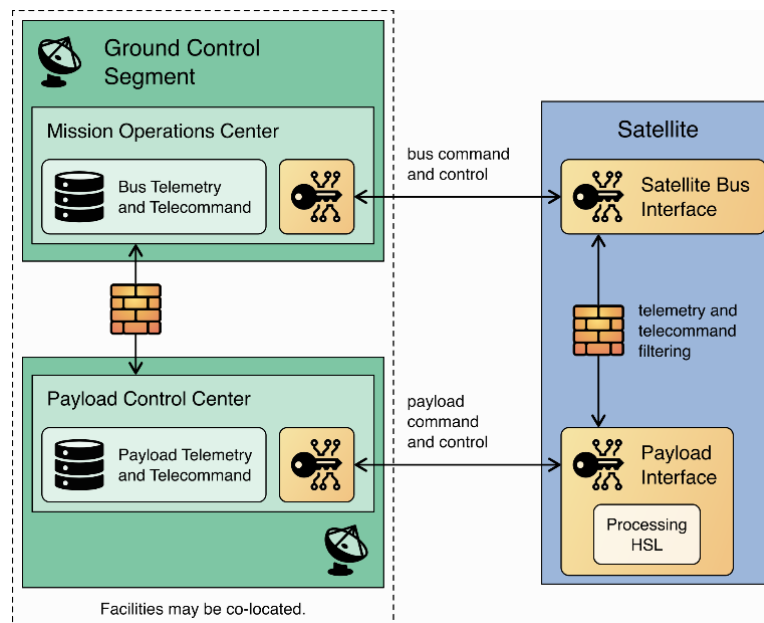 Ground Control
Segment
Mission Operations Center
Bus Telemetry
and Telecommand
bus command
and control
Satellite
Satellite Bus
Interface
telemetry and
telecommand
filtering
Payload Control Center
Payload Telemetry
and Telecommand
payload
command
and control
Payload
Interface
Processing
HSL
Facilities may be co-located.